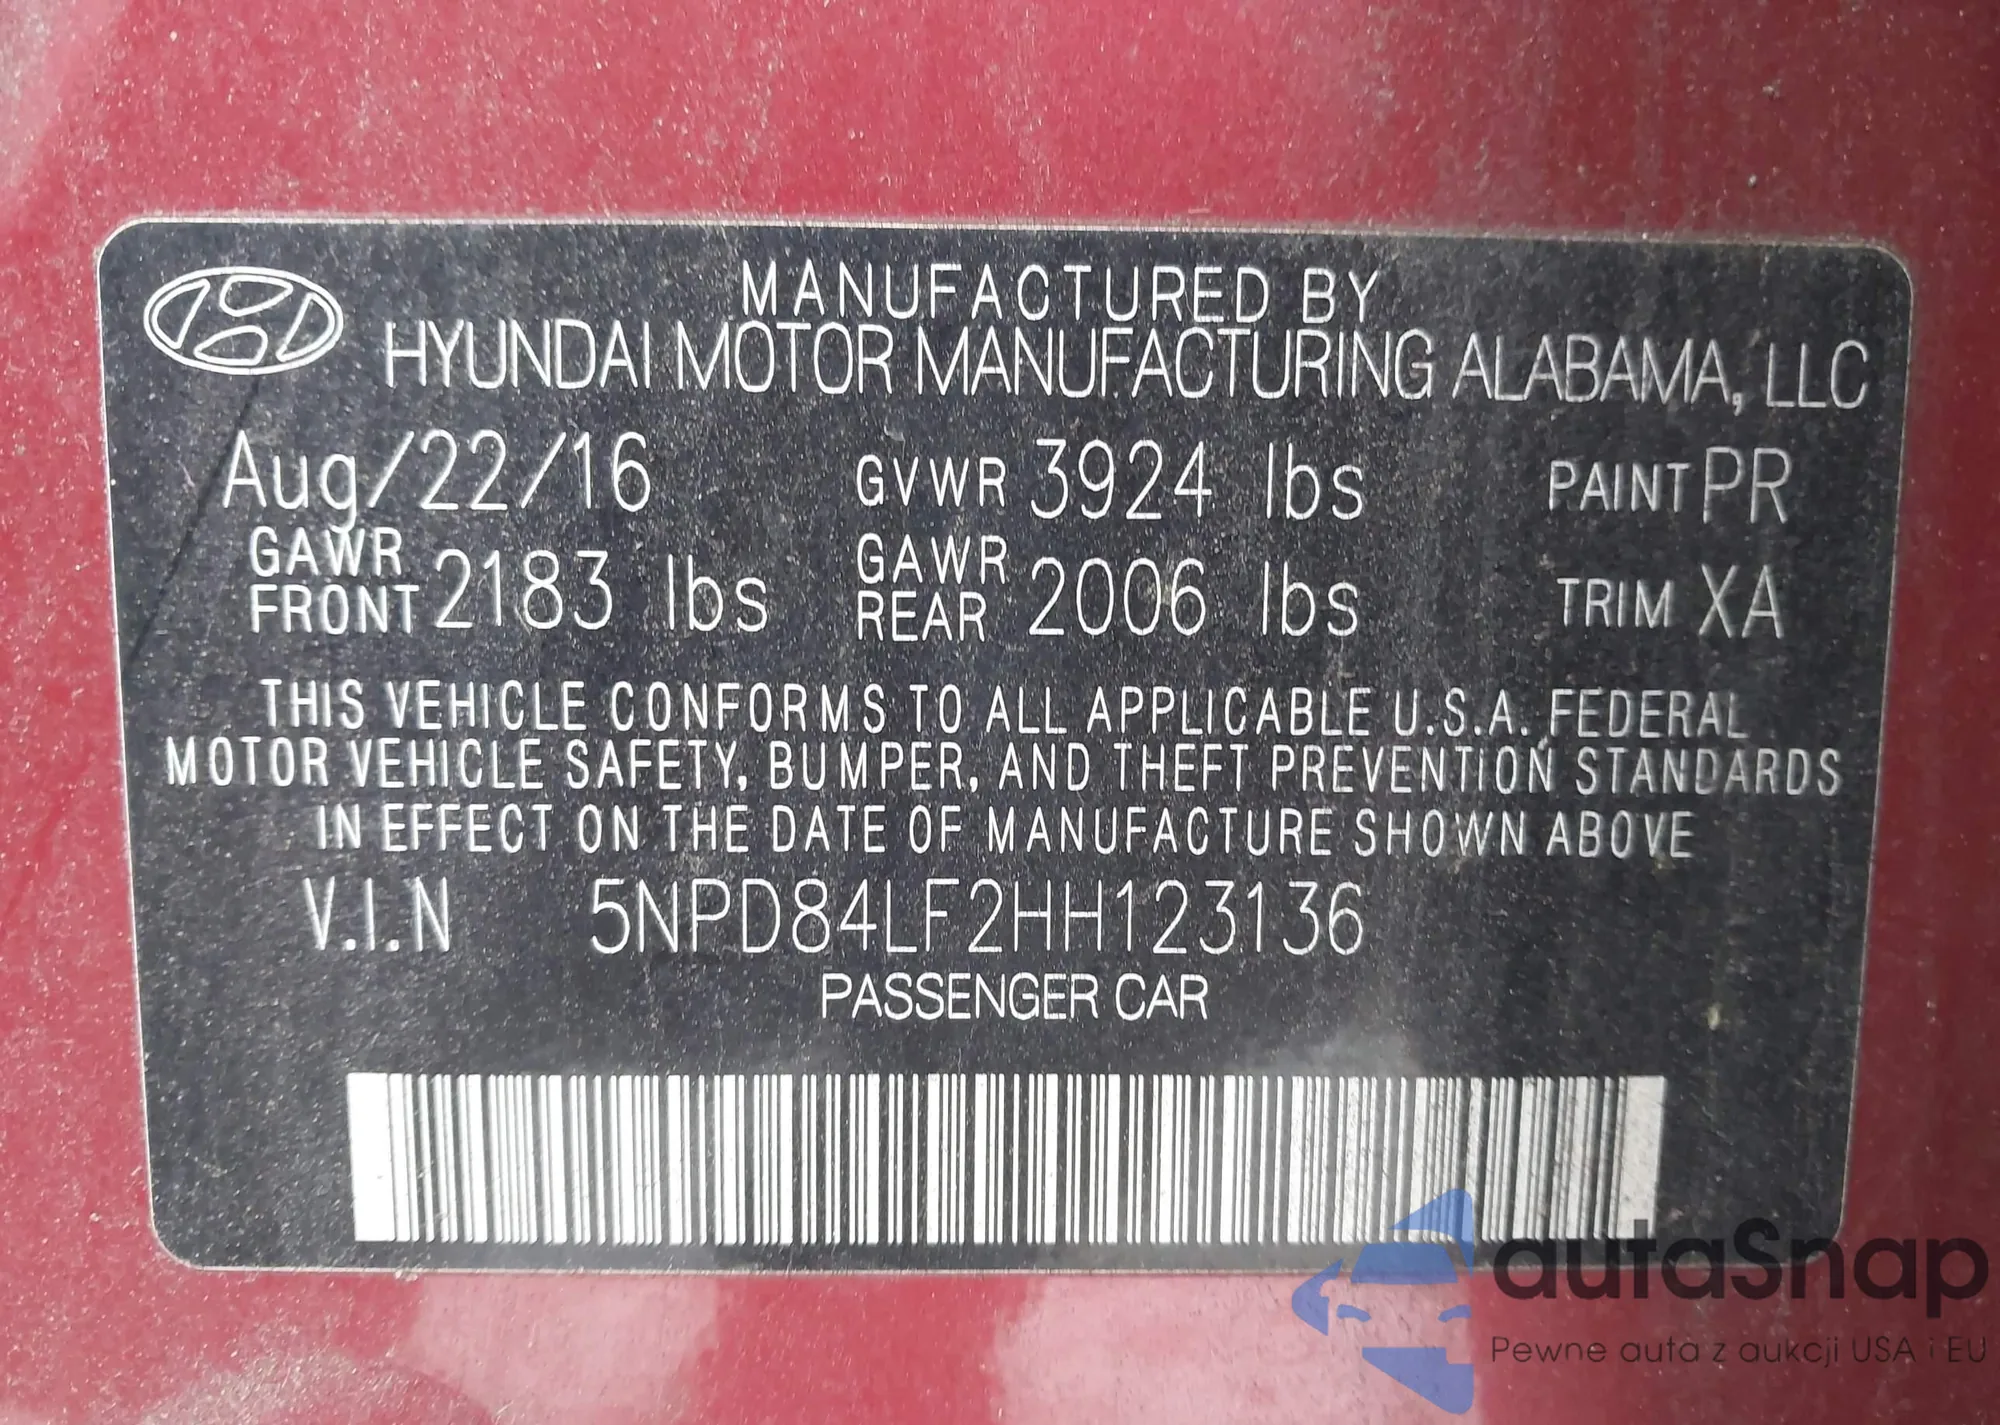 MANUFACTURED BY
HYUNDAI MOTOR MANUFACTURING ALABAMA, LLC
Aug/22/16 GVWR 3924 lbs PAINT PR
GAWR FRONT 2183 lbs GAWR REAR 2006 lbs TRIM XA
THIS VEHICLE CONFORMS TO ALL APPLICABLE U.S.A. FEDERAL
MOTOR VEHICLE SAFETY, BUMPER, AND THEFT PREVENTION STANDARDS
IN EFFECT ON THE DATE OF MANUFACTURE SHOWN ABOVE
V.I.N 5NPD84LF2HH123136
PASSENGER CAR
autaSnap
Pewne auta z aukcji USA i EU